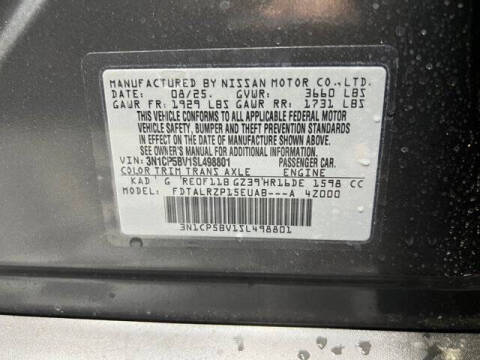 MANUFACTURED BY NISSAN MOTOR CO., LTD.
DATE: 08/25. GVWR: 3660 LBS
GAWR FR: 1929 LBS GAWR RR: 1731 LBS
THIS VEHICLE CONFORMS TO ALL APPLICABLE
FEDERAL MOTOR
VEHICLE SAFETY, BUMPER AND THEFT PREVENTION
STANDARDS IN EFFECT ON THE
DATE OF MANUFACTURE SHOWN ABOVE.
SEE OWNERS MANUAL FOR MORE INFORMATION.
VIN: 3N1CP5BV1SL498801 PASSENGER CAR.
COLOR TRIM TRANS AXLE ENGINE
KAD G RE0F11B GZ39 HR16DE 1598 CC
MODEL: FDTALRZP15EUAB---A 42000
3N1CP5BV1SL498801